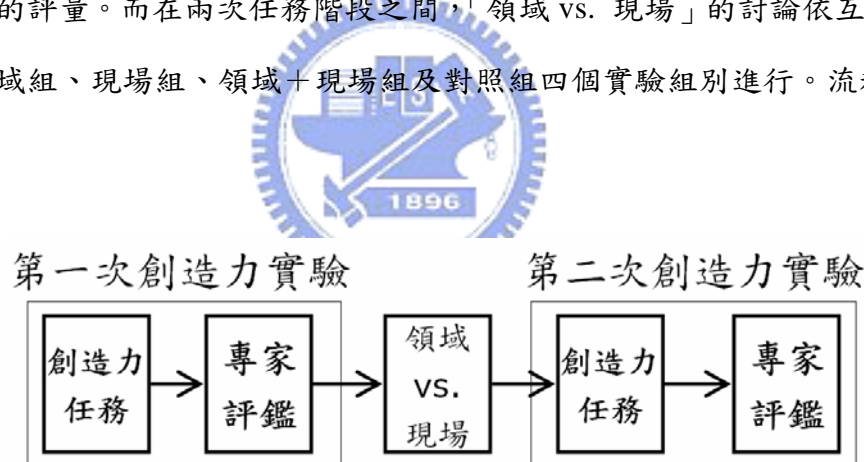 的評量。而在兩次任務階段之間,「領域 vs. 現場」的討論依互
域組、現場組、領域+現場組及對照組四個實驗組別進行。流
1896
第一次創造力實驗 第二次創造力實驗
創造力 專家 領域 創造力 專家
任務 評鑑 vs. 任務 評鑑
現場